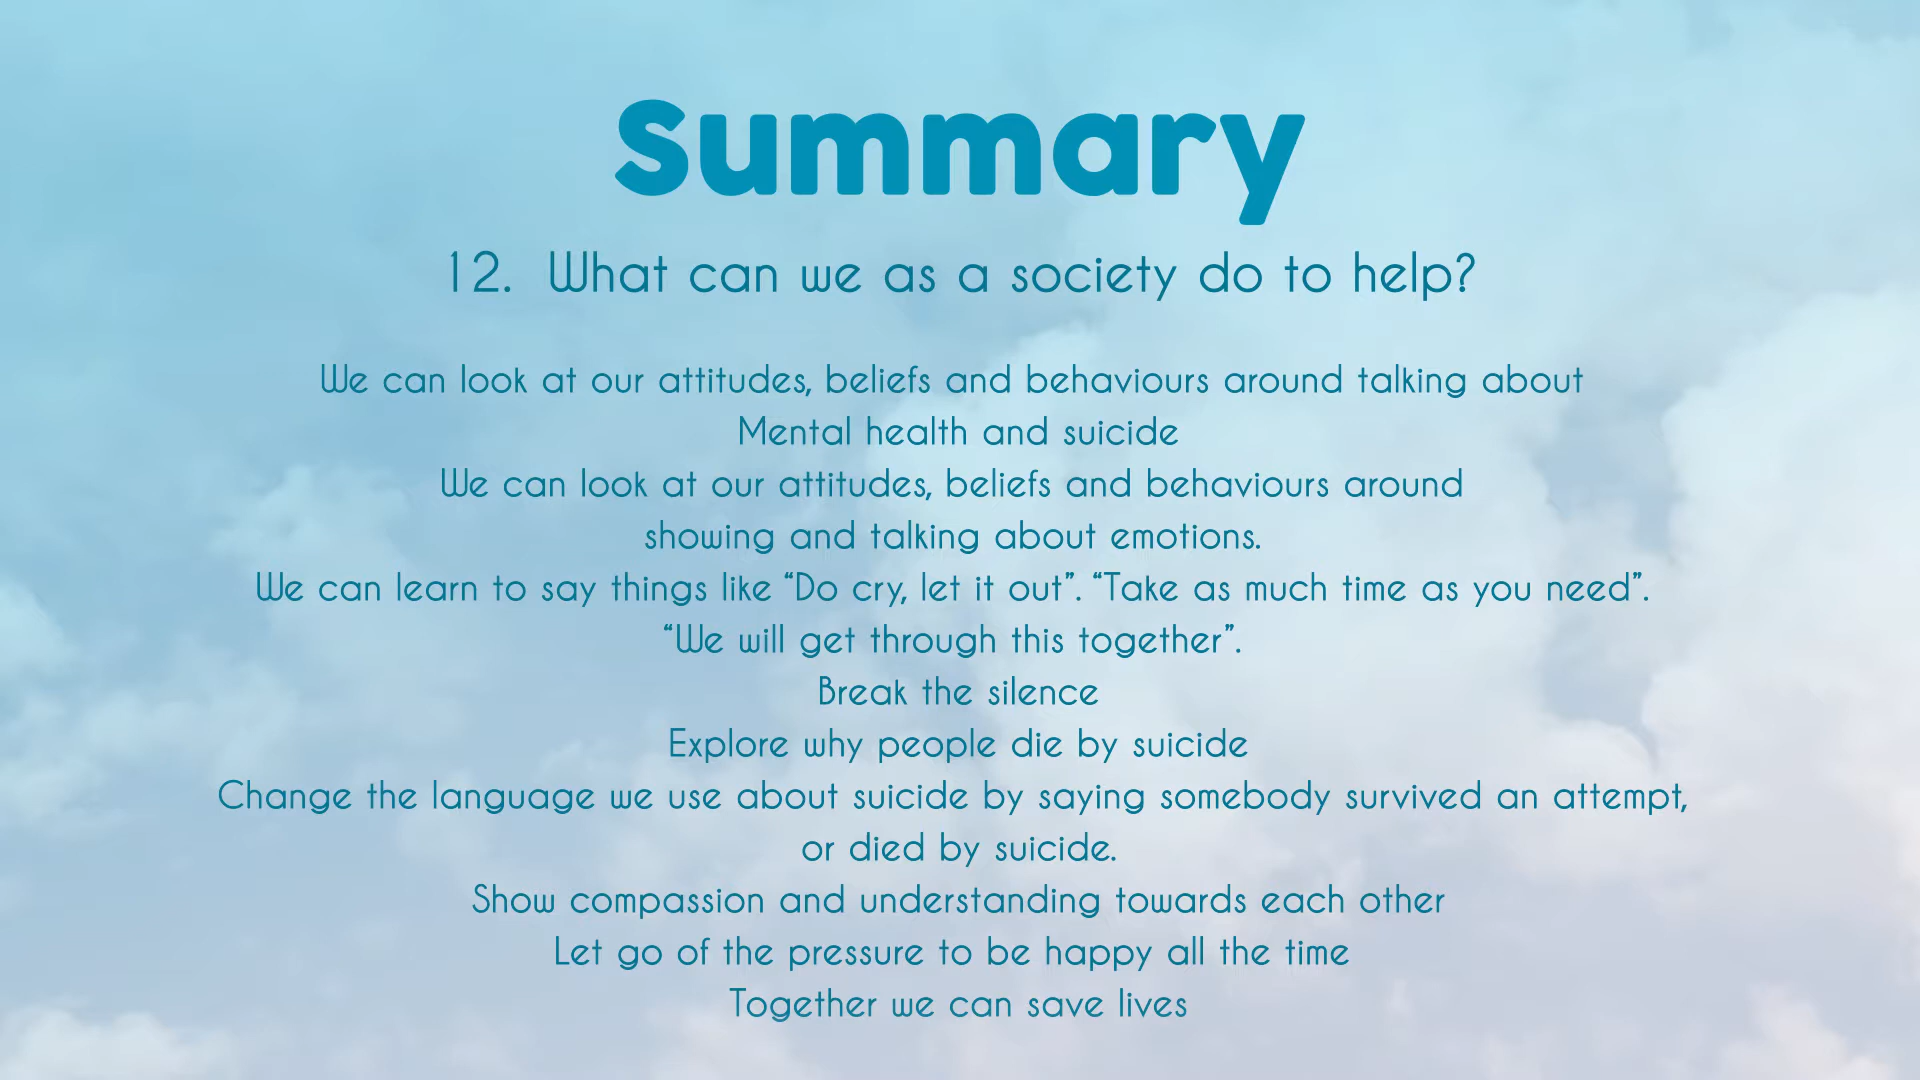 Summary
12. What can we as a society do to help?
We can look at our attitudes, beliefs and behaviours around talking about
Mental health and suicide
We can look at our attitudes, beliefs and behaviours around
showing and talking about emotions.
We can learn to say things like “Do cry, let it out”. “Take as much time as you need”.
“We will get through this together”.
Break the silence
Explore why people die by suicide
Change the language we use about suicide by saying somebody survived an attempt,
or died by suicide.
Show compassion and understanding towards each other
Let go of the pressure to be happy all the time
Together we can save lives